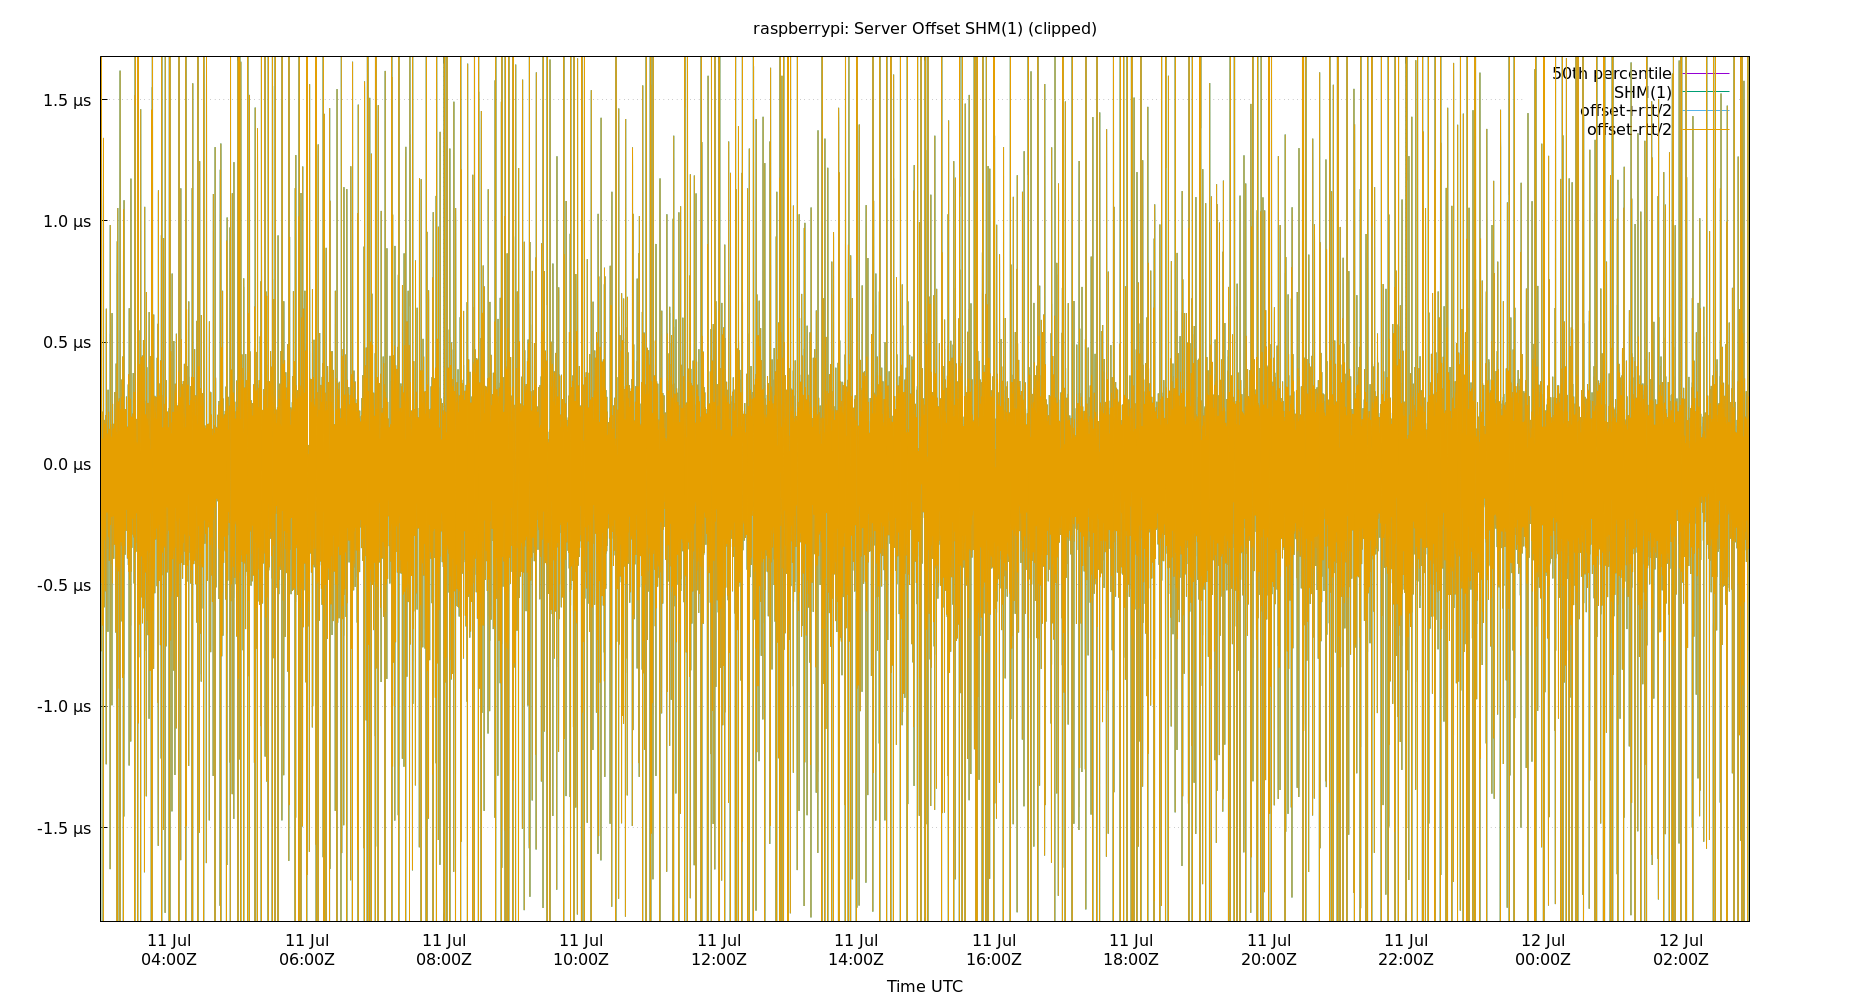 raspberrypi: Server Offset SHM(1) (clipped)
50th percentile
SHM(1)
offset+rtt/2
offset-rtt/2
1.5 µs
1.0 µs
0.5 µs
0.0 µs
-0.5 µs
-1.0 µs
-1.5 µs
11 Jul 11 Jul 11 Jul 11 Jul 11 Jul 11 Jul 11 Jul 11 Jul 11 Jul 11 Jul 12 Jul 12 Jul
04:00Z 06:00Z 08:00Z 10:00Z 12:00Z 14:00Z 16:00Z 18:00Z 20:00Z 22:00Z 00:00Z 02:00Z
Time UTC